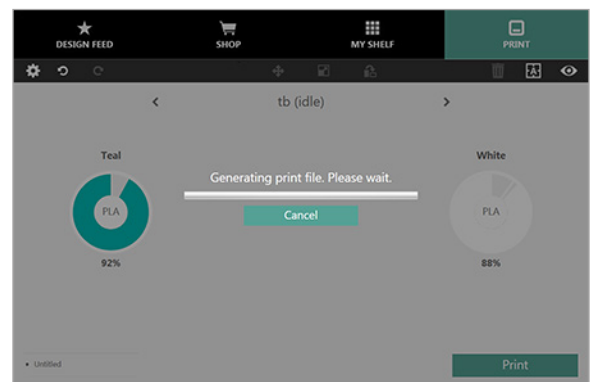 DESIGN FEED
SHOP
MY SHELF
PRINT
A
tb (idle)
Teal
White
Generating print file. Please wait.
PLA
Cancel
PLA
92%
88%
• Untitled
Print